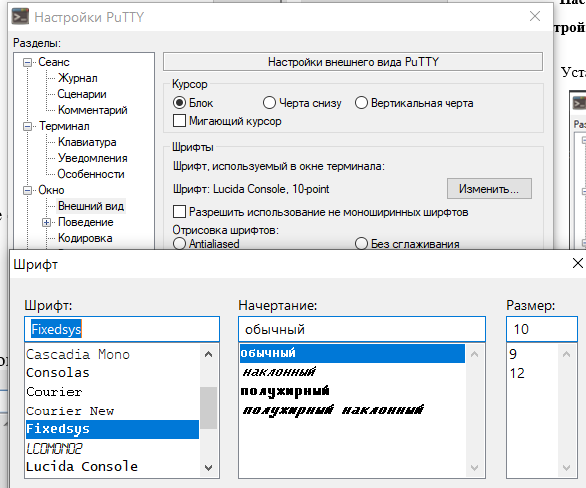 Настройки PuTTY
Разделы:
Сеанс
Журнал
Сценарии
Комментарий
Терминал
Клавиатура
Уведомления
Особенности
Окно
Внешний вид
Поведение
Кодировка
Настройки внешнего вида PuTTY
Курсор
Блок
Черта снизу
Вертикальная черта
Мигающий курсор
Шрифты
Шрифт, используемый в окне терминала:
Шрифт: Lucida Console, 10-point
Изменить...
Разрешить использование не моноширинных шрифтов
Отрисовка шрифтов:
Antialiased
Без сглаживания
Шрифт
Шрифт:
Fixedsys
Cascadia Mono
Consolas
Courier
Courier New
Fixedsys
LCDMONO2
Lucida Console
Начертание:
обычный
обычный
наклонный
полужирный
полужирный наклонный
Размер:
10
9
12